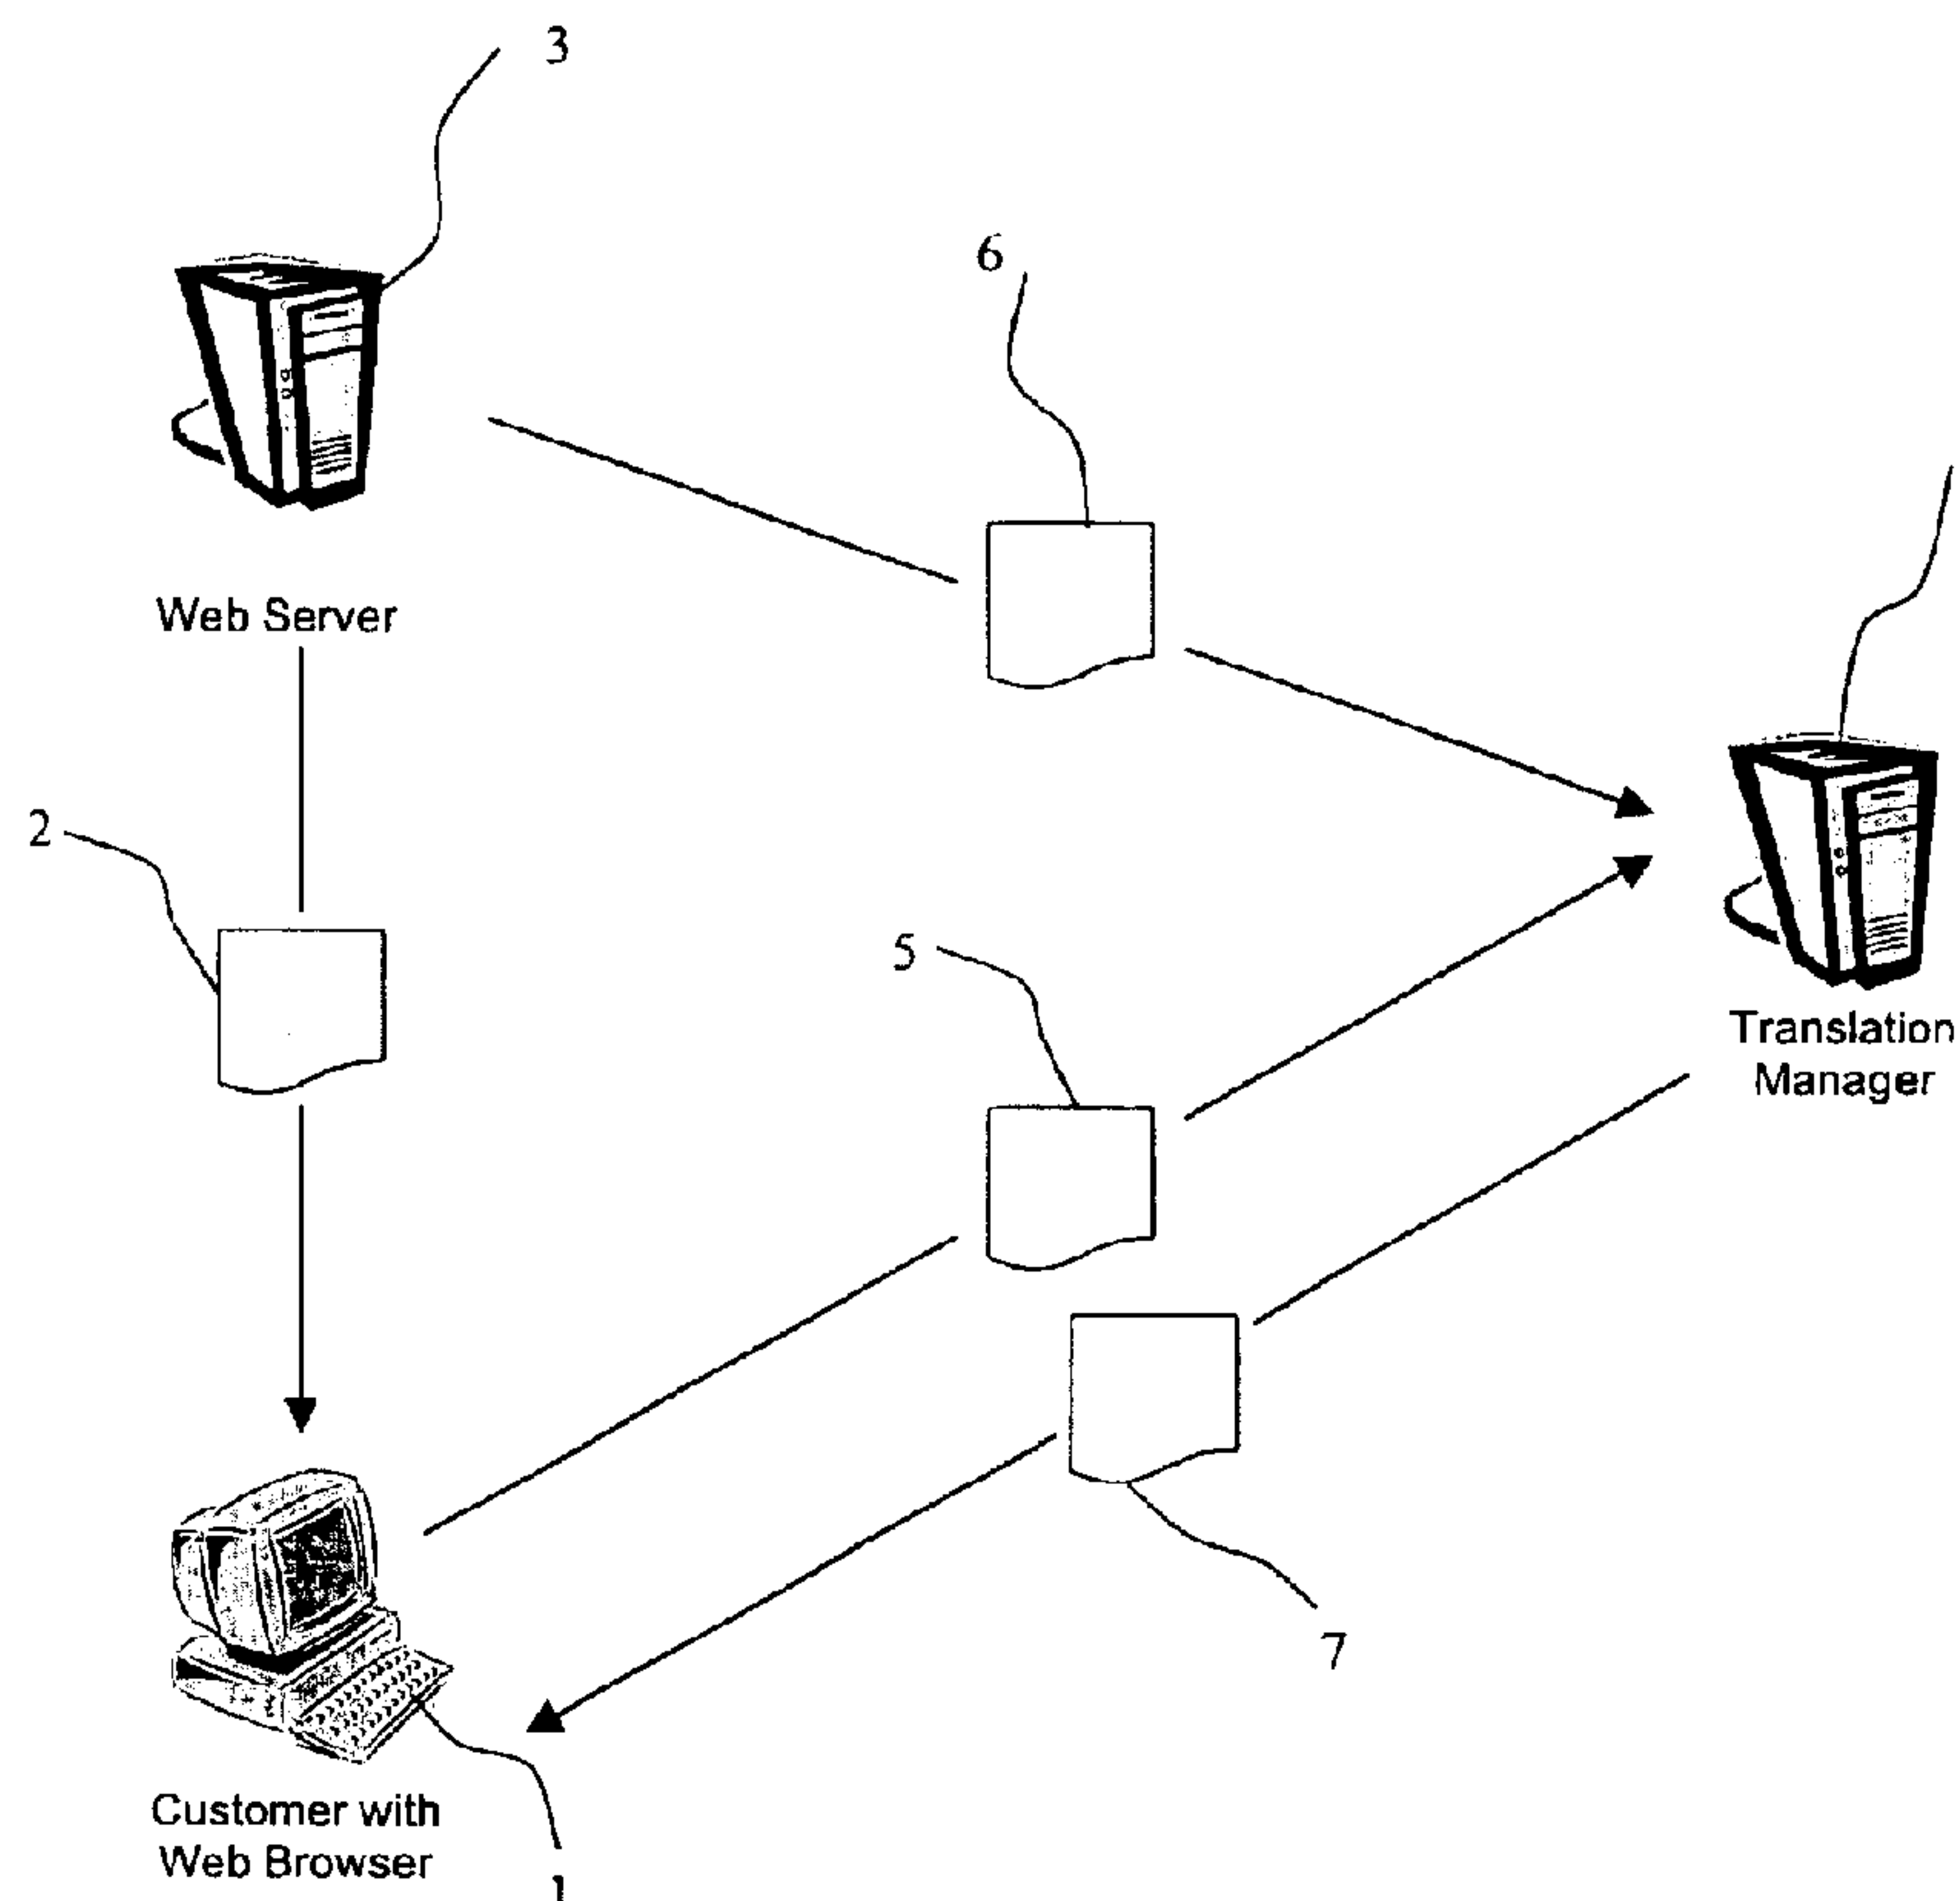 3
6
Web Server
2
5
Translation
Manager
7
Customer with
Web Browser
1